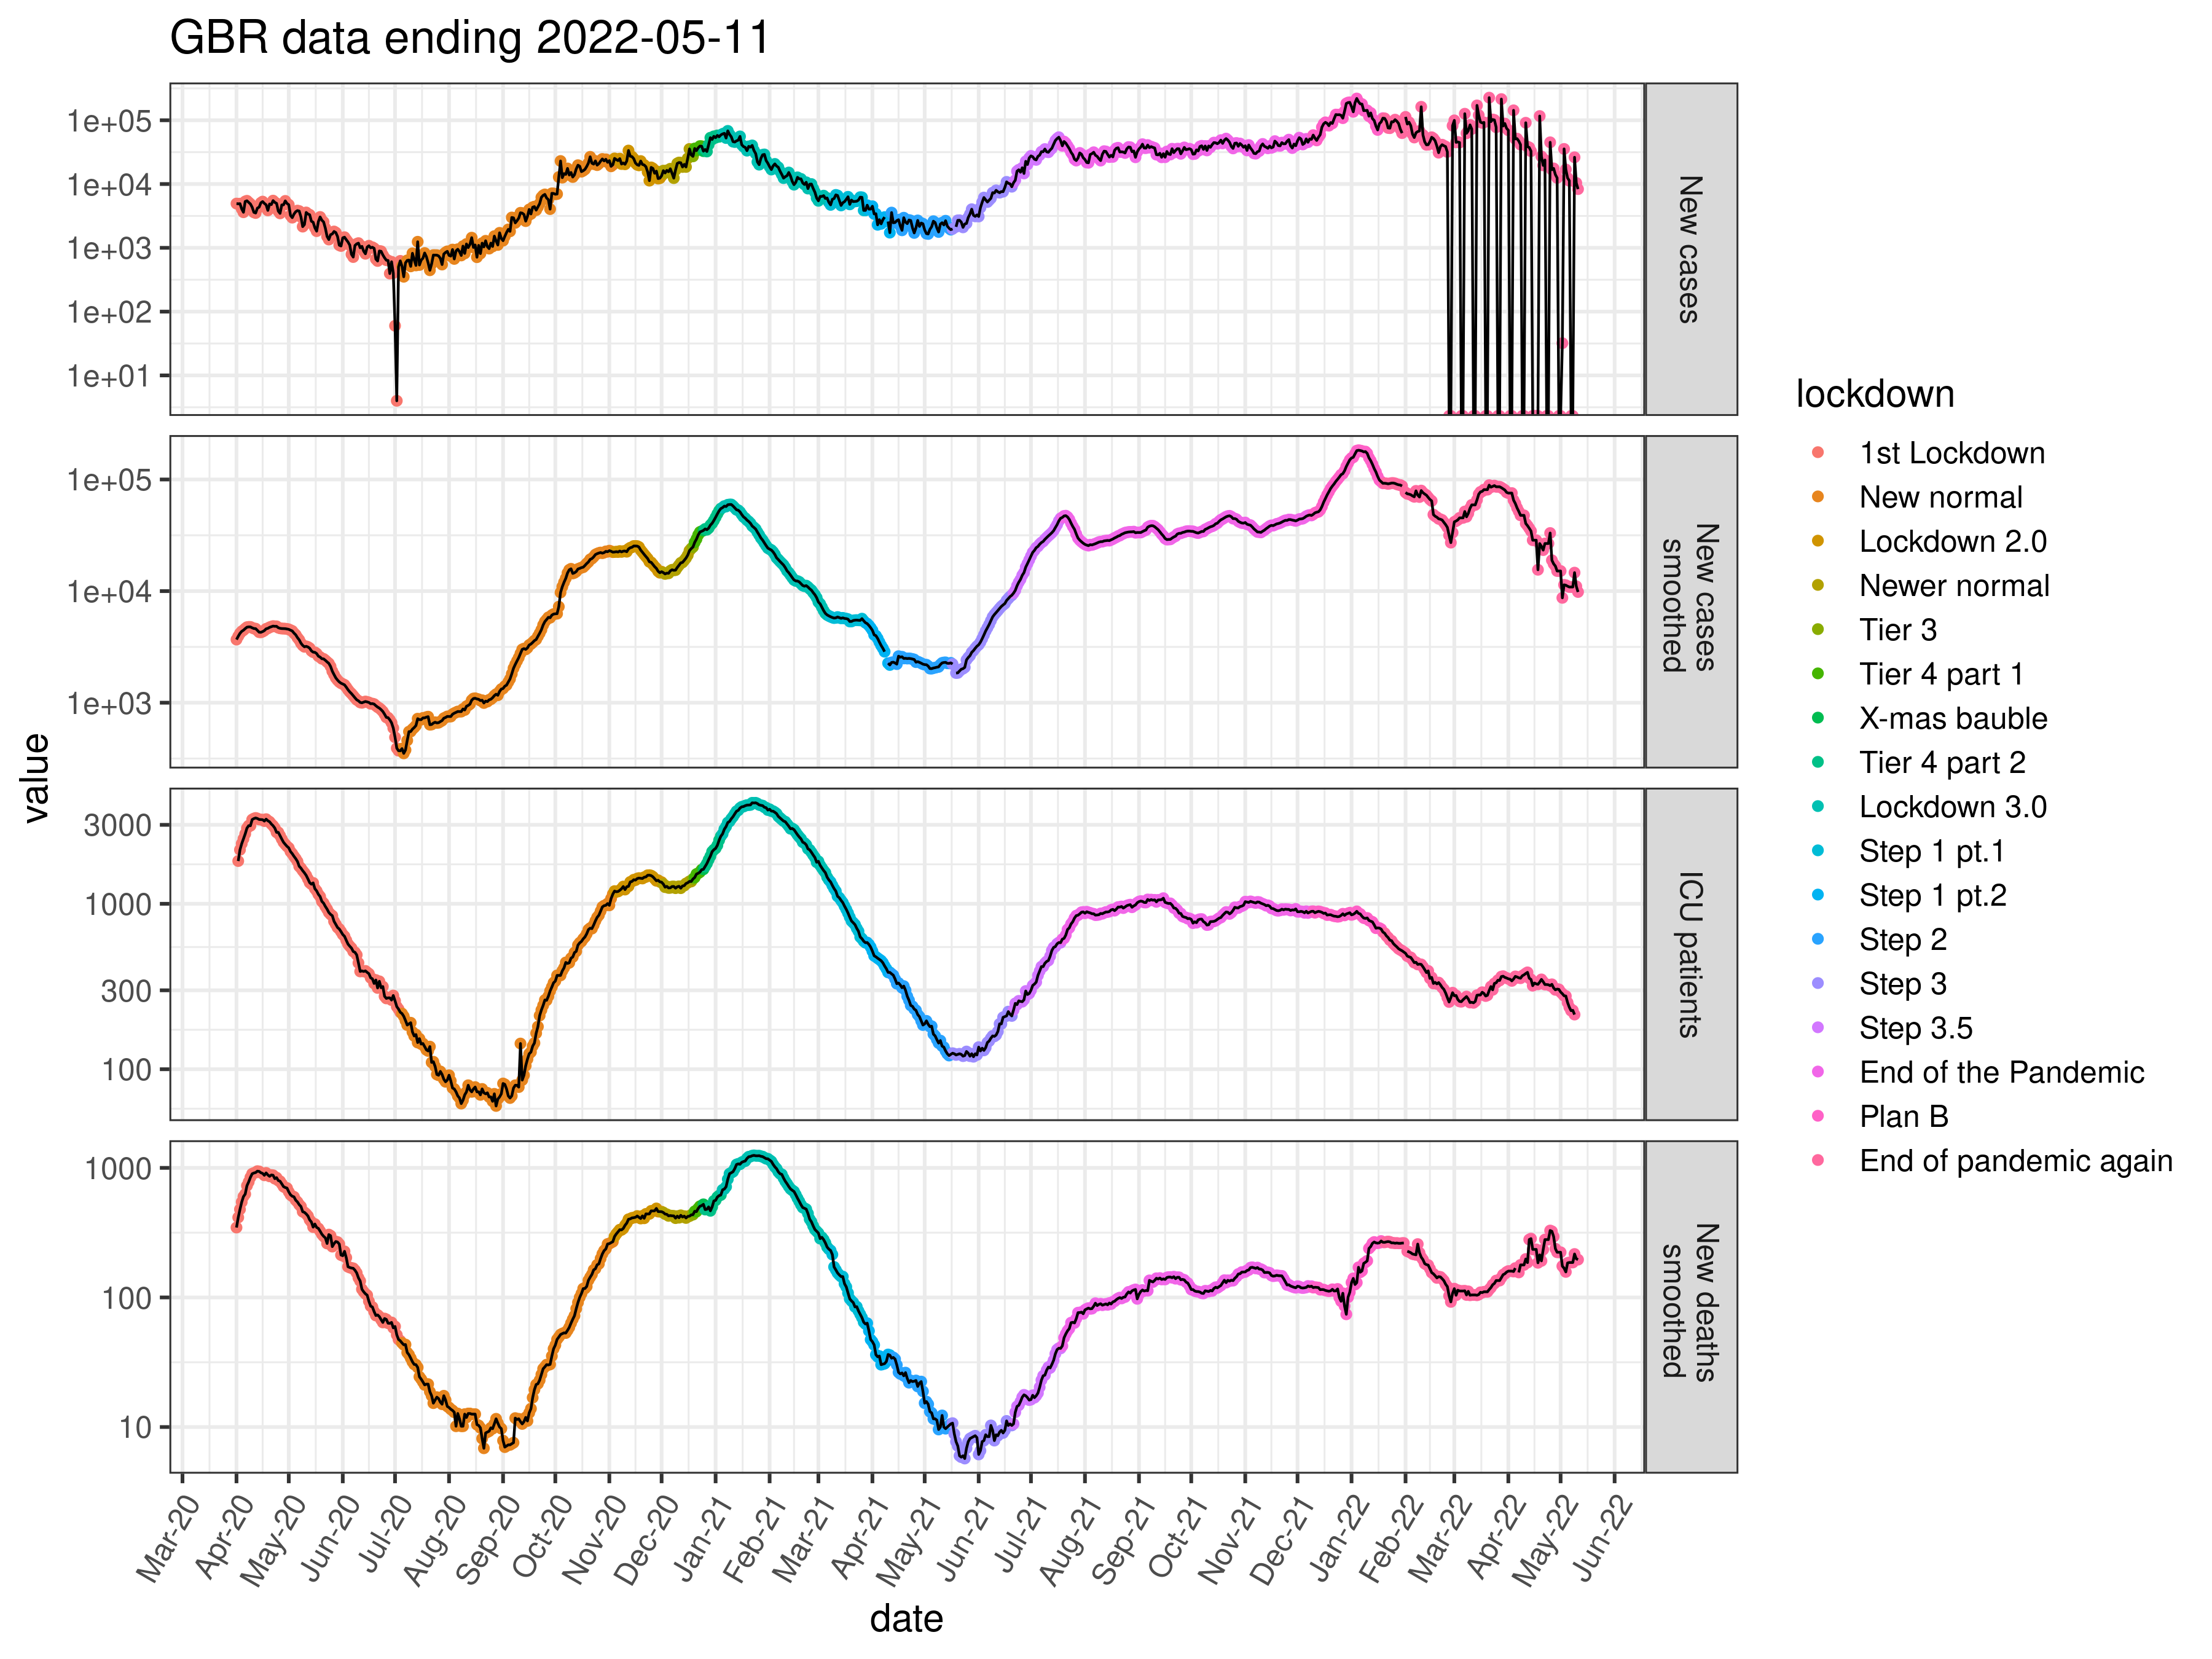 GBR data ending 2022-05-11
1e+05
1e+04
1e+03
1e+02
1e+01
New cases
1e+05
1e+04
1e+03
New cases
smoothed
3000
1000
300
100
ICU patients
1000
100
10
New deaths
smoothed
value
Mar-20
Apr-20
May-20
Jun-20
Jul-20
Aug-20
Sep-20
Oct-20
Nov-20
Dec-20
Jan-21
Feb-21
Mar-21
Apr-21
May-21
Jun-21
Jul-21
Aug-21
Sep-21
Oct-21
Nov-21
Dec-21
Jan-22
Feb-22
Mar-22
Apr-22
May-22
Jun-22
date
lockdown
1st Lockdown
New normal
Lockdown 2.0
Newer normal
Tier 3
Tier 4 part 1
X-mas bauble
Tier 4 part 2
Lockdown 3.0
Step 1 pt.1
Step 1 pt.2
Step 2
Step 3
Step 3.5
End of the Pandemic
Plan B
End of pandemic again